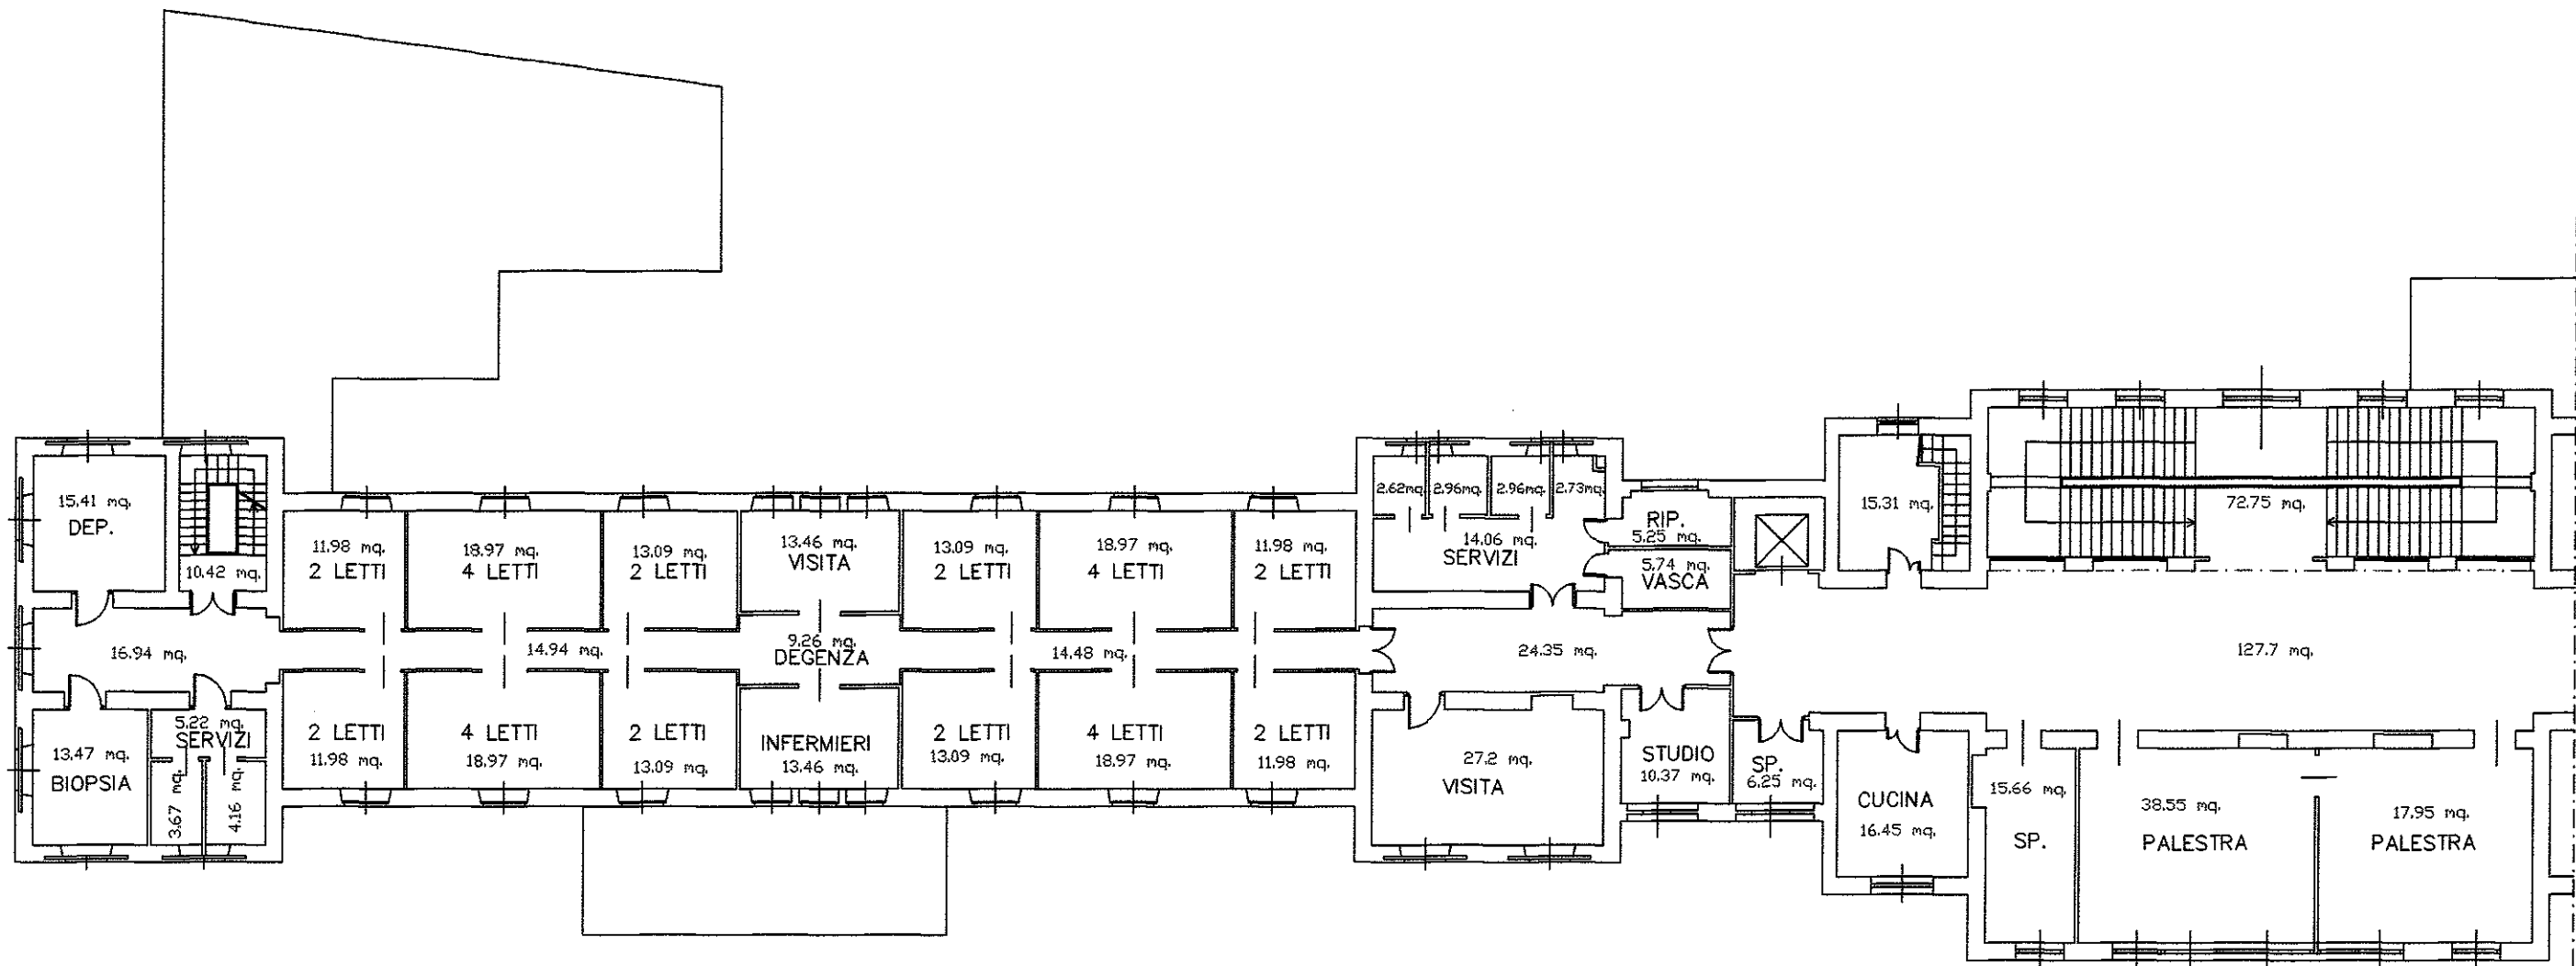 15.41 mq.
DEP.
10.42 mq.
16.94 mq.
13.47 mq.
BIOPSIA
5.22 mq.
SERVIZI
3.67 mq.
4.16 mq.
11.98 mq.
2 LETTI
18.97 mq.
4 LETTI
13.09 mq.
2 LETTI
13.46 mq.
VISITA
13.09 mq.
2 LETTI
18.97 mq.
4 LETTI
11.98 mq.
2 LETTI
14.94 mq.
9.26 mq.
DEGENZA
14.48 mq.
2 LETTI
11.98 mq.
4 LETTI
18.97 mq.
2 LETTI
13.09 mq.
INFERMIERI
13.46 mq.
2 LETTI
13.09 mq.
4 LETTI
18.97 mq.
2 LETTI
11.98 mq.
2.62mq.
2.96mq.
2.96mq.
2.73mq.
14.06 mq.
SERVIZI
RIP.
5.25 mq.
5.74 mq.
VASCA
24.35 mq.
27.2 mq.
VISITA
STUDIO
10.37 mq.
SP.
6.25 mq.
15.31 mq.
72.75 mq.
127.7 mq.
CUCINA
16.45 mq.
15.66 mq.
SP.
38.55 mq.
PALESTRA
17.95 mq.
PALESTRA